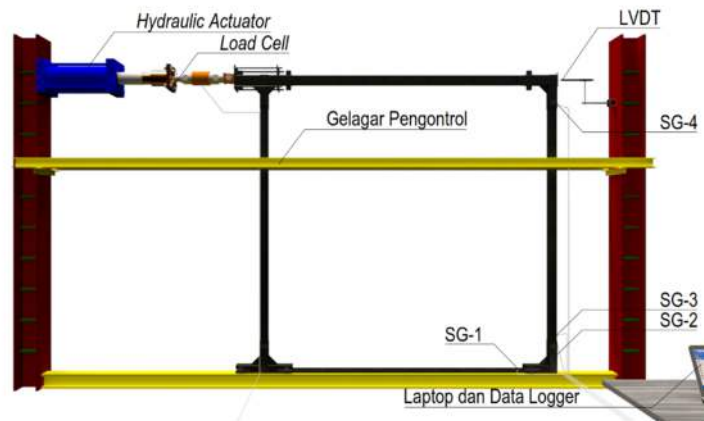 Hydraulic Actuator
Load Cell
LVDT
SG-4
Gelagar Pengontrol
SG-3
SG-2
SG-1
Laptop dan Data Logger